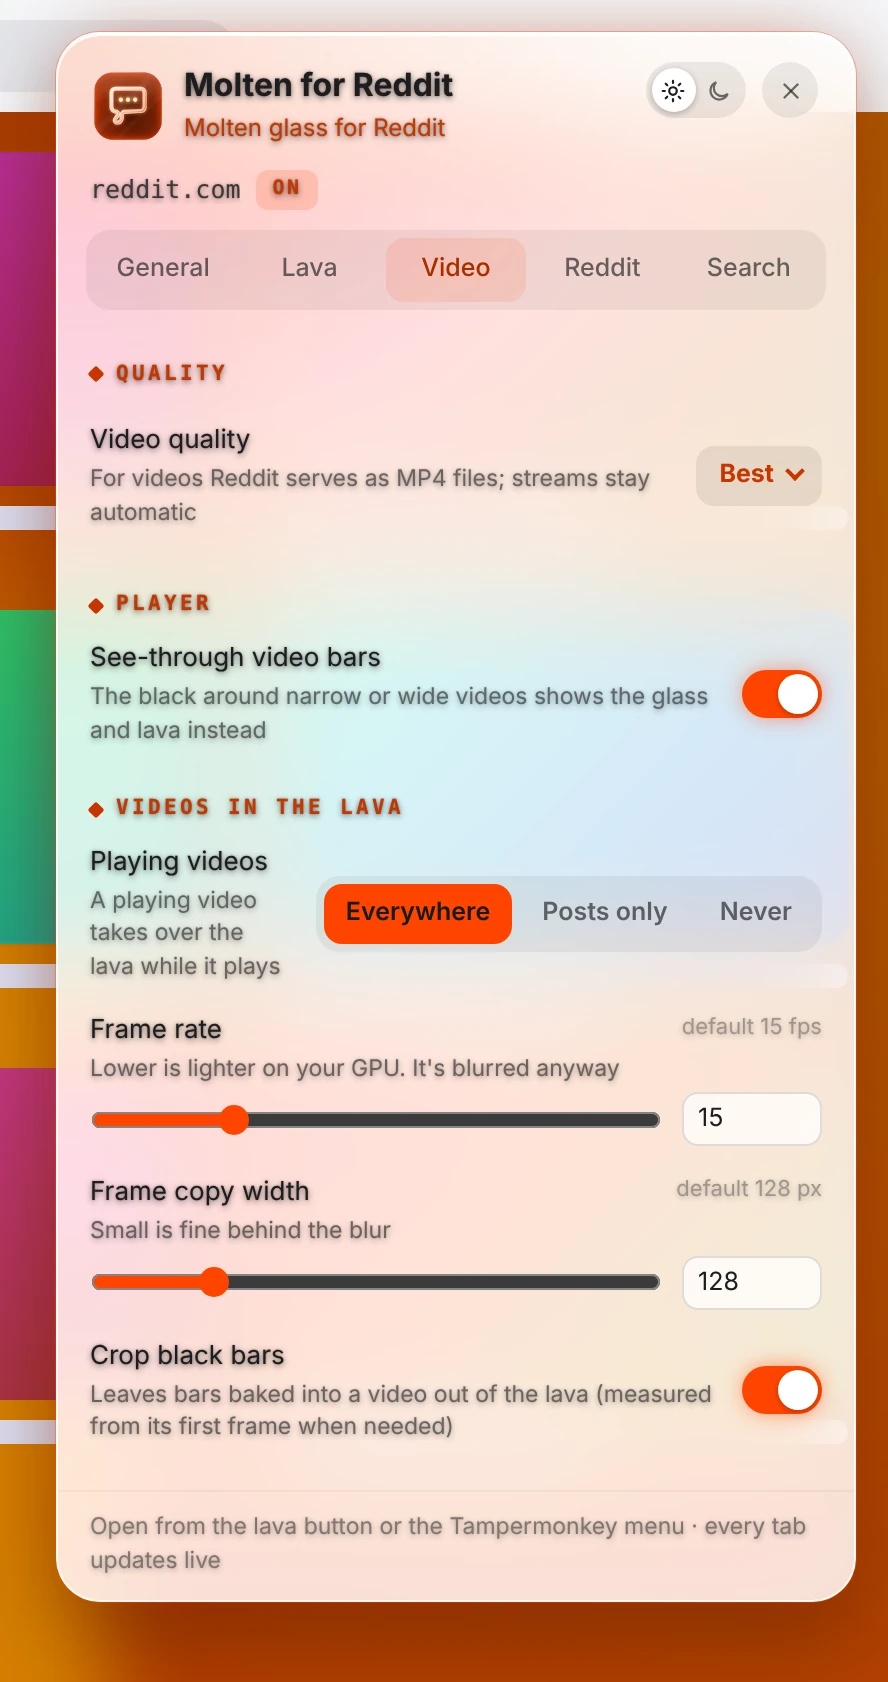 Molten for Reddit
Molten glass for Reddit
reddit.com ON
General Lava Video Reddit Search
QUALITY
Video quality
For videos Reddit serves as MP4 files; streams stay
automatic
Best
PLAYER
See-through video bars
The black around narrow or wide videos shows the glass
and lava instead
VIDEOS IN THE LAVA
Playing videos
A playing video
takes over the
lava while it plays
Everywhere Posts only Never
Frame rate default 15 fps
Lower is lighter on your GPU. It's blurred anyway
15
Frame copy width default 128 px
Small is fine behind the blur
128
Crop black bars
Leaves bars baked into a video out of the lava (measured
from its first frame when needed)
Open from the lava button or the Tampermonkey menu · every tab
updates live